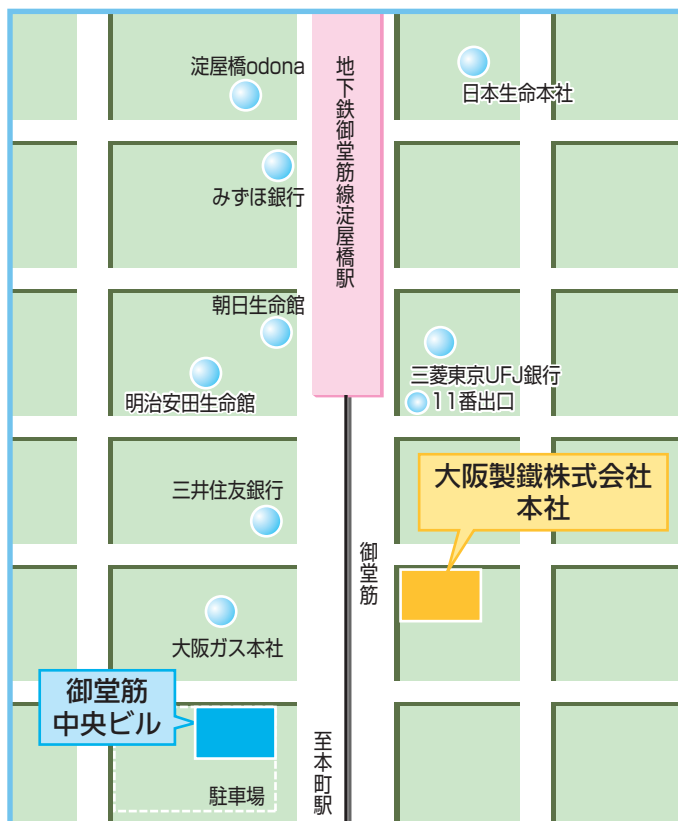 淀屋橋odona
地下鉄御堂筋線淀屋橋駅
日本生命本社
みずほ銀行
朝日生命館
明治安田生命館
三菱東京UFJ銀行
11番出口
三井住友銀行
大阪製鐵株式会社
本社
御堂筋
大阪ガス本社
御堂筋
中央ビル
至本町駅
駐車場